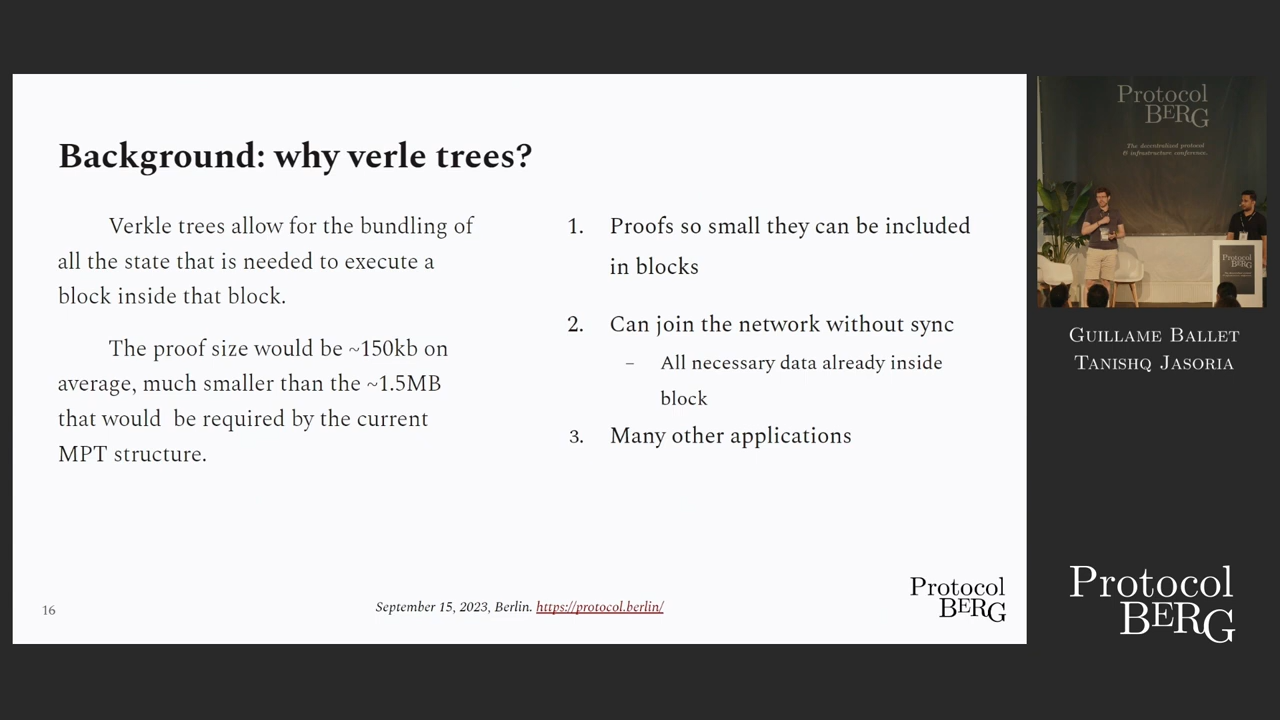 Background: why verle trees?
Verkle trees allow for the bundling of
all the state that is needed to execute a
block inside that block.
The proof size would be ~150kb on
average, much smaller than the ~1.5MB
that would be required by the current
MPT structure.
1. Proofs so small they can be included
in blocks
2. Can join the network without sync
– All necessary data already inside
block
3. Many other applications
16
September 15, 2023, Berlin. https://protocol.berlin/
Protocol
BERG
Protocol
BERG
The decentralized protocol
& infrastructure conference.
Protocol
BERG
GUILLAME BALLET
TANISHQ JASORIA
Protocol
BERG